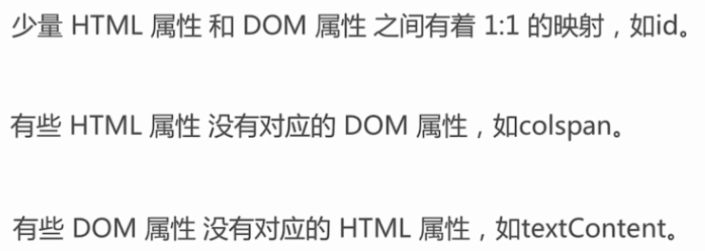 少量 HTML 属性 和 DOM 属性 之间有着 1:1 的映射，如id。
有些 HTML 属性 没有对应的 DOM 属性，如colspan。
有些 DOM 属性 没有对应的 HTML 属性，如textContent。